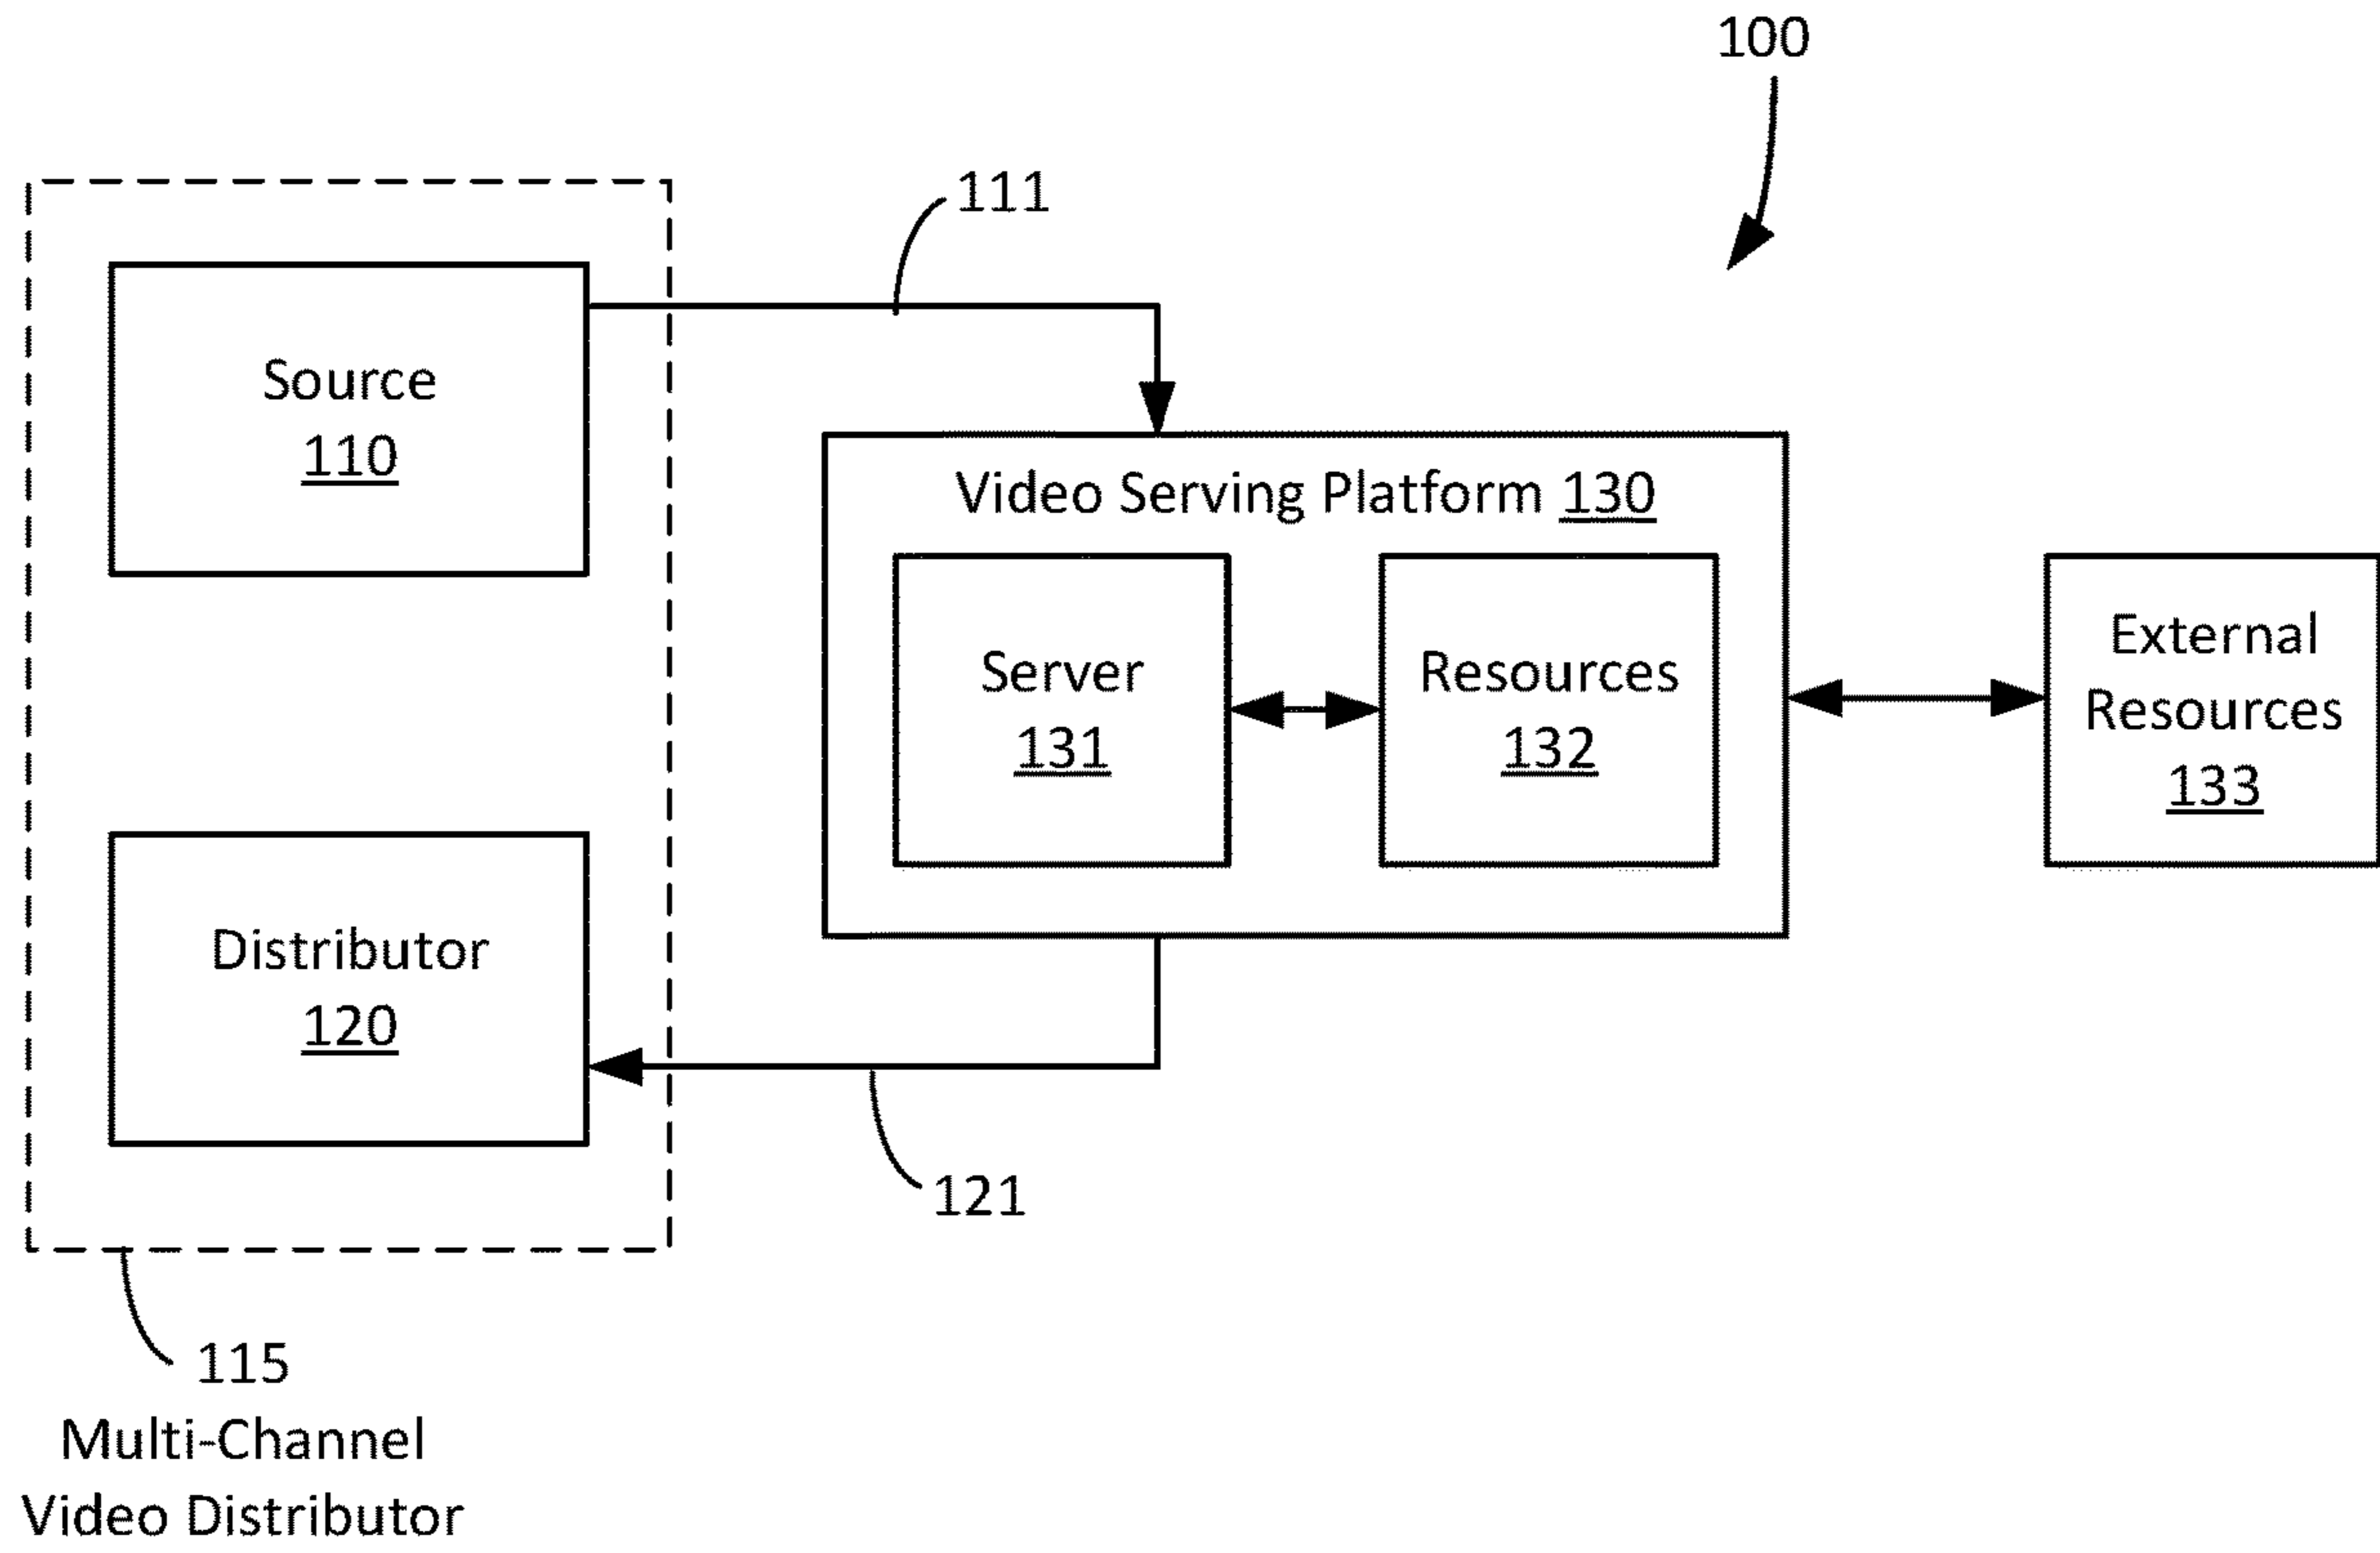 100
111
Source
110
Video Serving Platform 130
Server
131
Resources
132
External
Resources
133
Distributor
120
121
115
Multi-Channel
Video Distributor